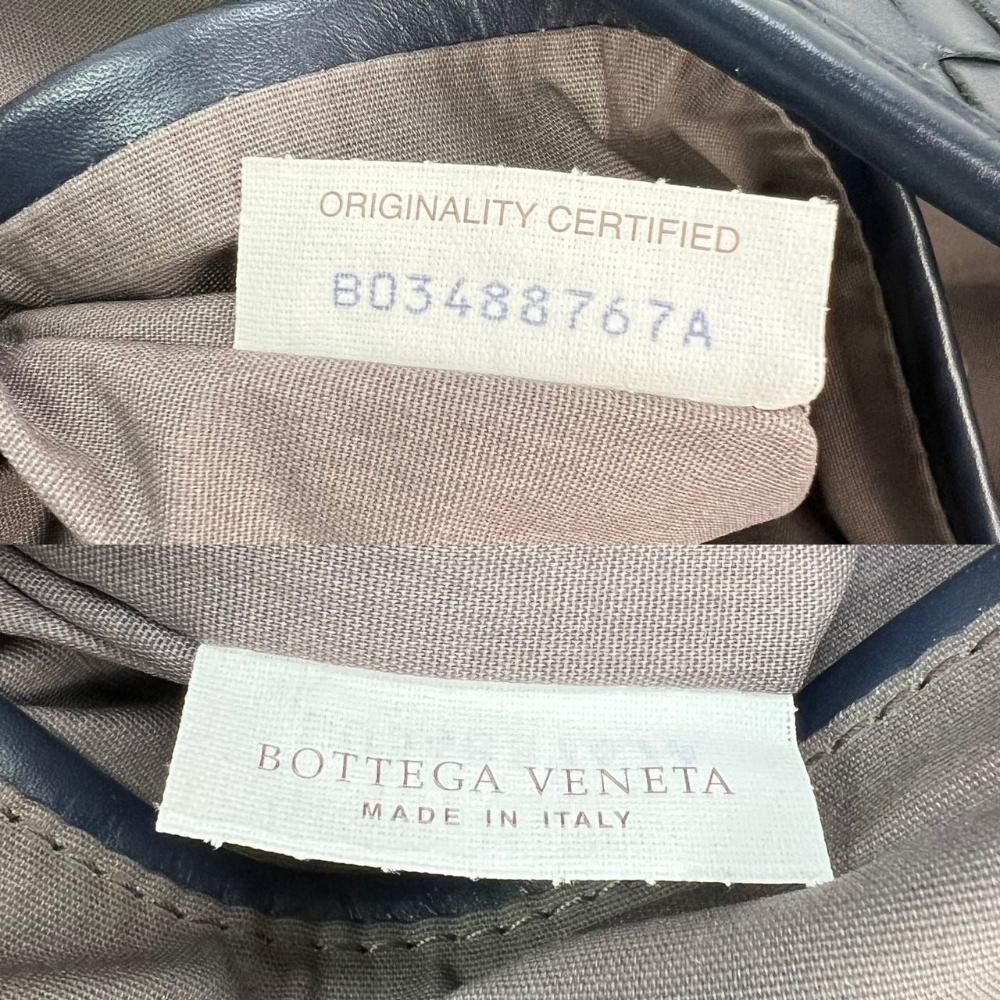 ORIGINALITY CERTIFIED
B03488767A
BOTTEGA VENETA
MADE IN ITALY